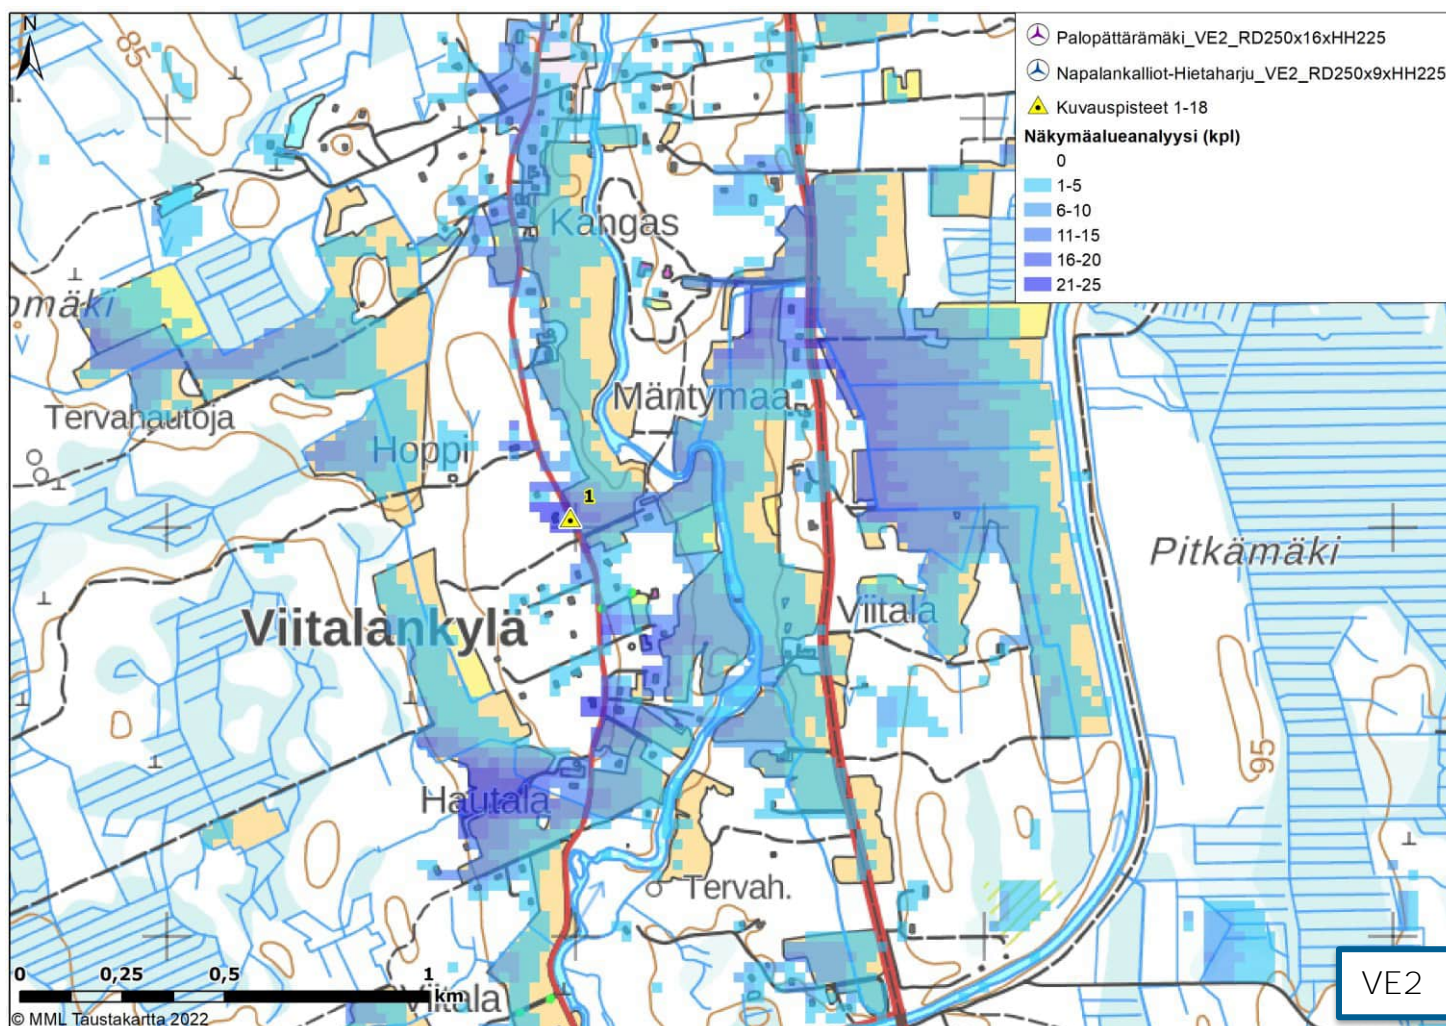 N
Palopättärämäki_VE2_RD250x16xHH225
Napalankalliot-Hietaharju_VE2_RD250x9xHH225
Kuvauspisteet 1-18
Näkymäalueanalyysi (kpl)
0
1-5
6-10
11-15
16-20
21-25
85
Kangas
omäki
Mäntymaa
Tervahautoja
Hoppi
1
Pitkämäki
Viitalankylä
Viitala
95
Hautala
Tervah.
0 0,25 0,5 1
km
Viitala
VE2
© MML Taustakartta 2022